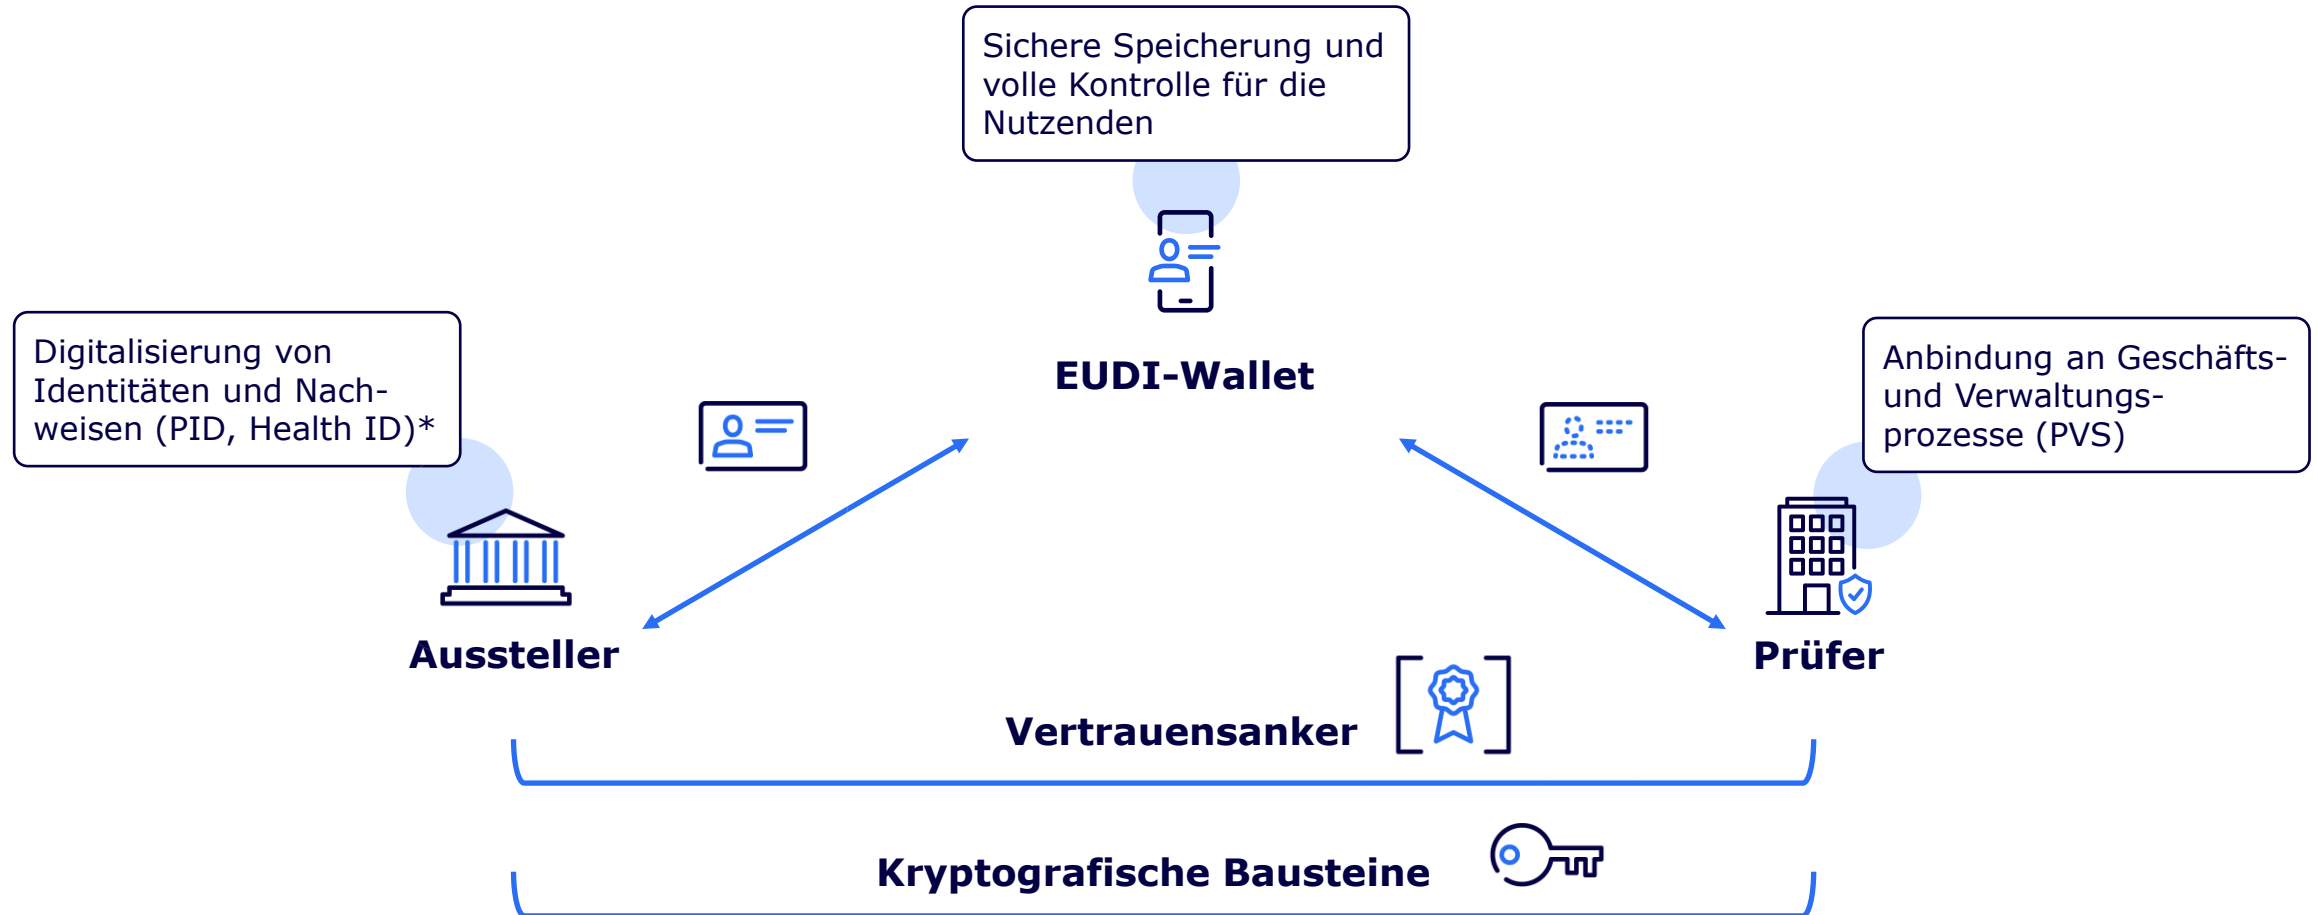 Sichere Speicherung und
volle Kontrolle für die
Nutzenden
EUDI-Wallet
Digitalisierung von
Identitäten und Nach-
weisen (PID, Health ID)*
Anbindung an Geschäfts-
und Verwaltungs-
prozesse (PVS)
Aussteller
Prüfer
Vertrauensanker
Kryptografische Bausteine